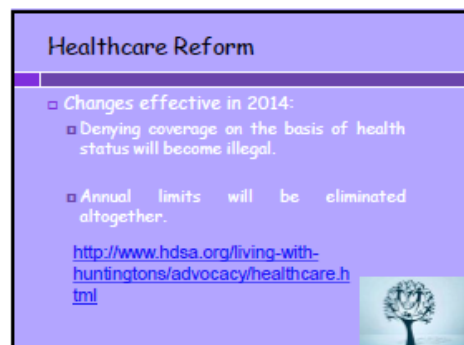 Healthcare Reform
Changes effective in 2014:
Denying coverage on the basis of health
status will become illegal.
Annual limits will be eliminated
altogether.
http://www.hdsa.org/living-with-
huntingtons/advocacy/healthcare.h
tml